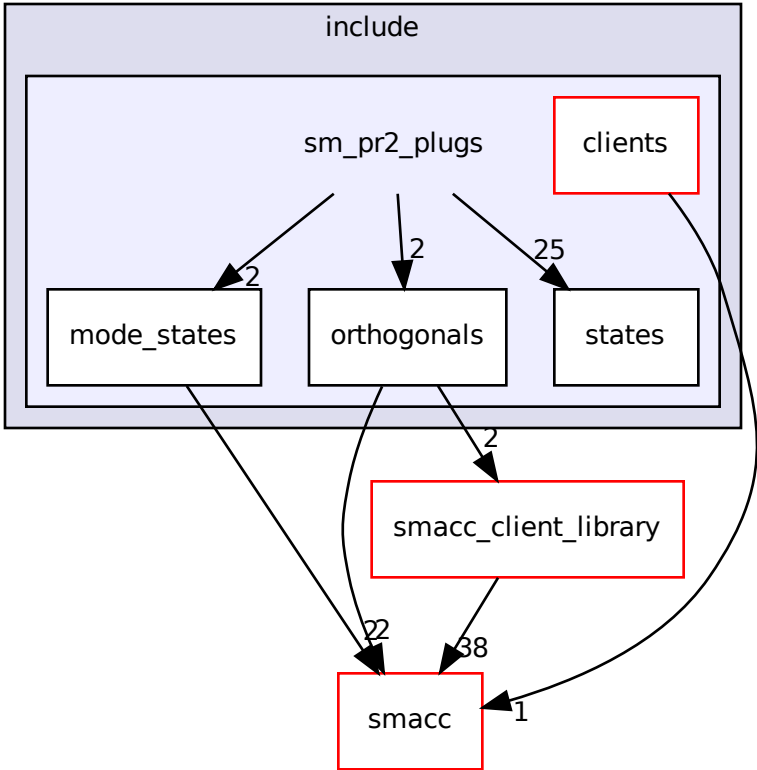 include
sm_pr2_plugs
clients
2
2
25
mode_states
orthogonals
states
2
smacc_client_library
2
2
38
smacc
1